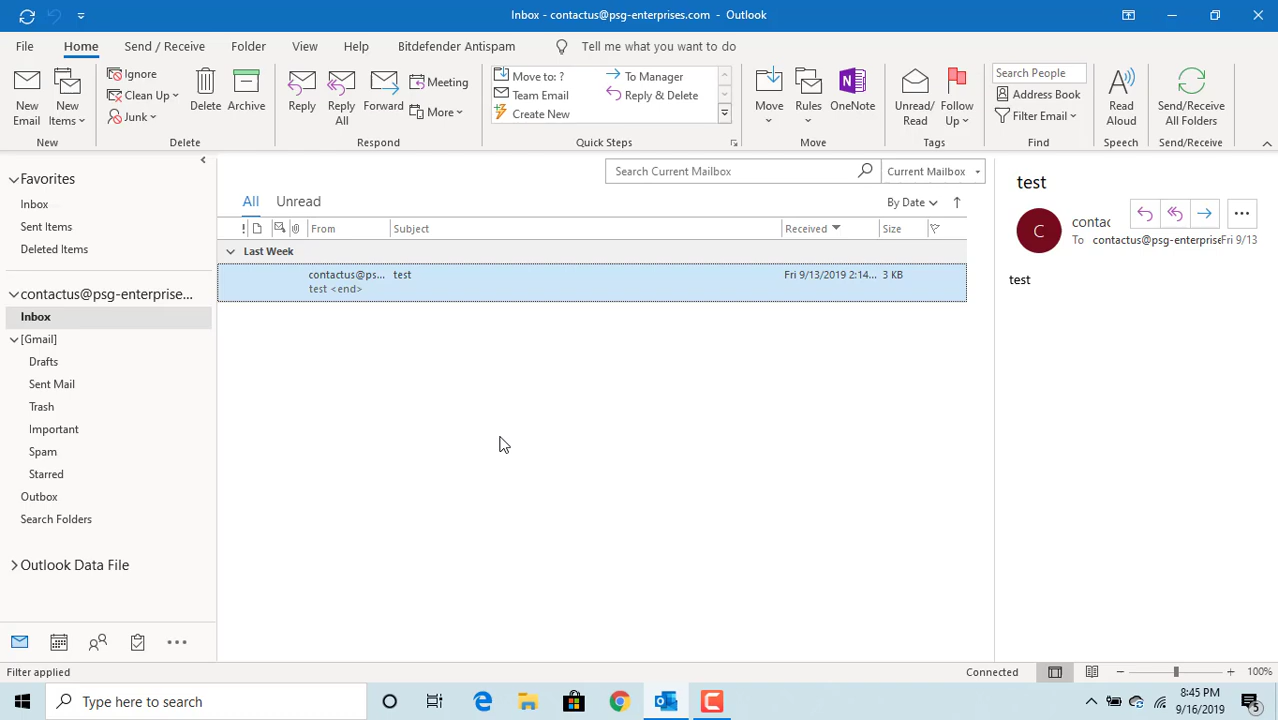 Inbox - contactus@psg-enterprises.com - Outlook
File Home Send / Receive Folder View Help Bitdefender Antispam Tell me what you want to do
New Email
New Items
New
Ignore
Clean Up
Junk
Delete
Archive
Delete
Reply
Reply All
Forward
Meeting
More
Respond
Move to: ?
Team Email
Create New
To Manager
Reply & Delete
Quick Steps
Move
Rules
OneNote
Move
Unread/ Read
Follow Up
Tags
Search People
Address Book
Filter Email
Find
Read Aloud
Speech
Send/Receive All Folders
Send/Receive
Favorites
Inbox
Sent Items
Deleted Items
contactus@psg-enterprise...
Inbox
[Gmail]
Drafts
Sent Mail
Trash
Important
Spam
Starred
Outbox
Search Folders
Outlook Data File
Search Current Mailbox
Current Mailbox
All Unread
By Date
! From Subject Received Size
Last Week
contactus@ps... test Fri 9/13/2019 2:14... 3 KB
test <end>
test
C
contac
To contactus@psg-enterprise Fri 9/13
test
Filter applied
Connected
100%
Type here to search
8:45 PM
9/16/2019
5